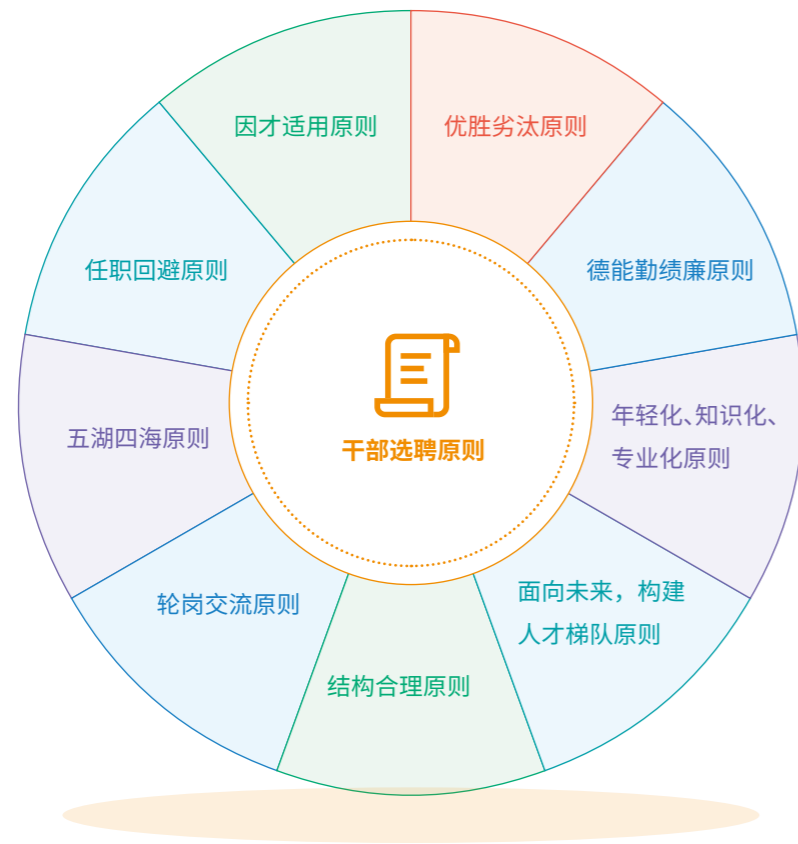 因才适用原则
优胜劣汰原则
任职回避原则
德能勤绩廉原则
年轻化、知识化、
专业化原则
五湖四海原则
干部选聘原则
面向未来，构建
人才梯队原则
轮岗交流原则
结构合理原则